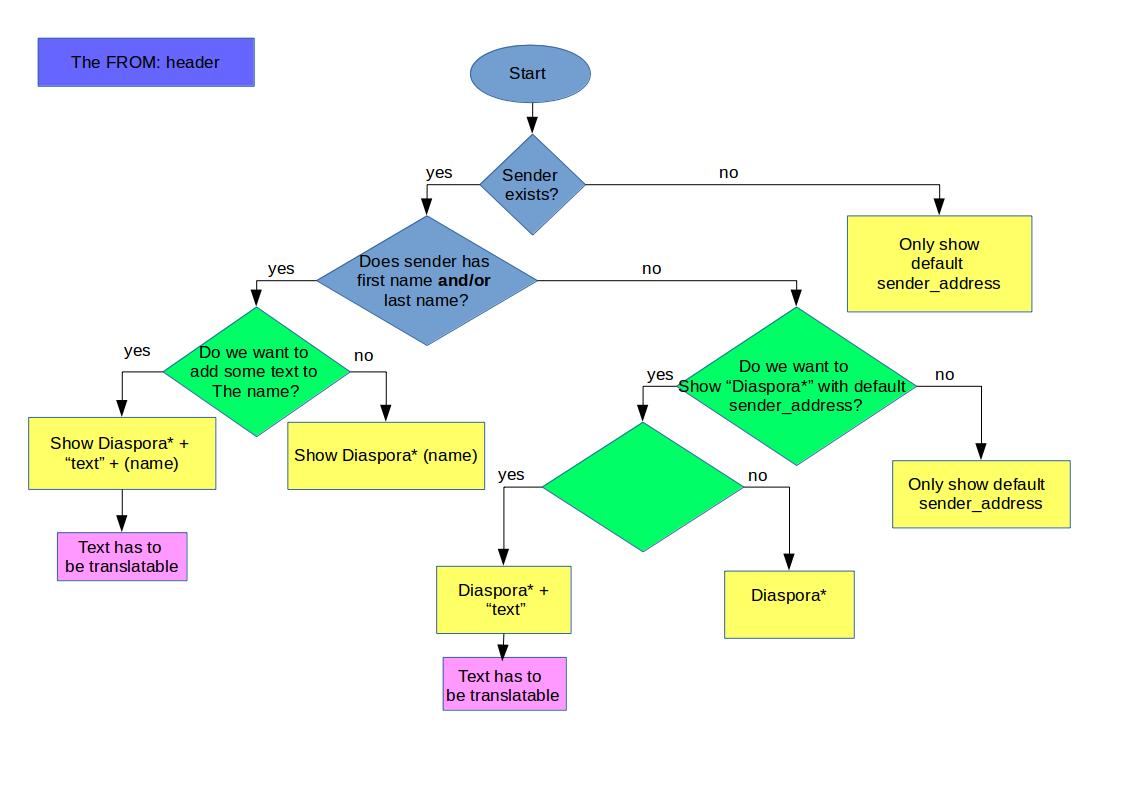 The FROM: header
Start
Sender
exists?
yes
no
Only show
default
sender_address
Does sender has
first name and/or
last name?
yes
no
Do we want to
add some text to
The name?
yes
no
Show Diaspora* +
“text” + (name)
Text has to
be translatable
Show Diaspora* (name)
Do we want to
Show “Diaspora*” with default
sender_address?
yes
no
Only show default
sender_address
yes
no
Diaspora* +
“text”
Text has to
be translatable
Diaspora*